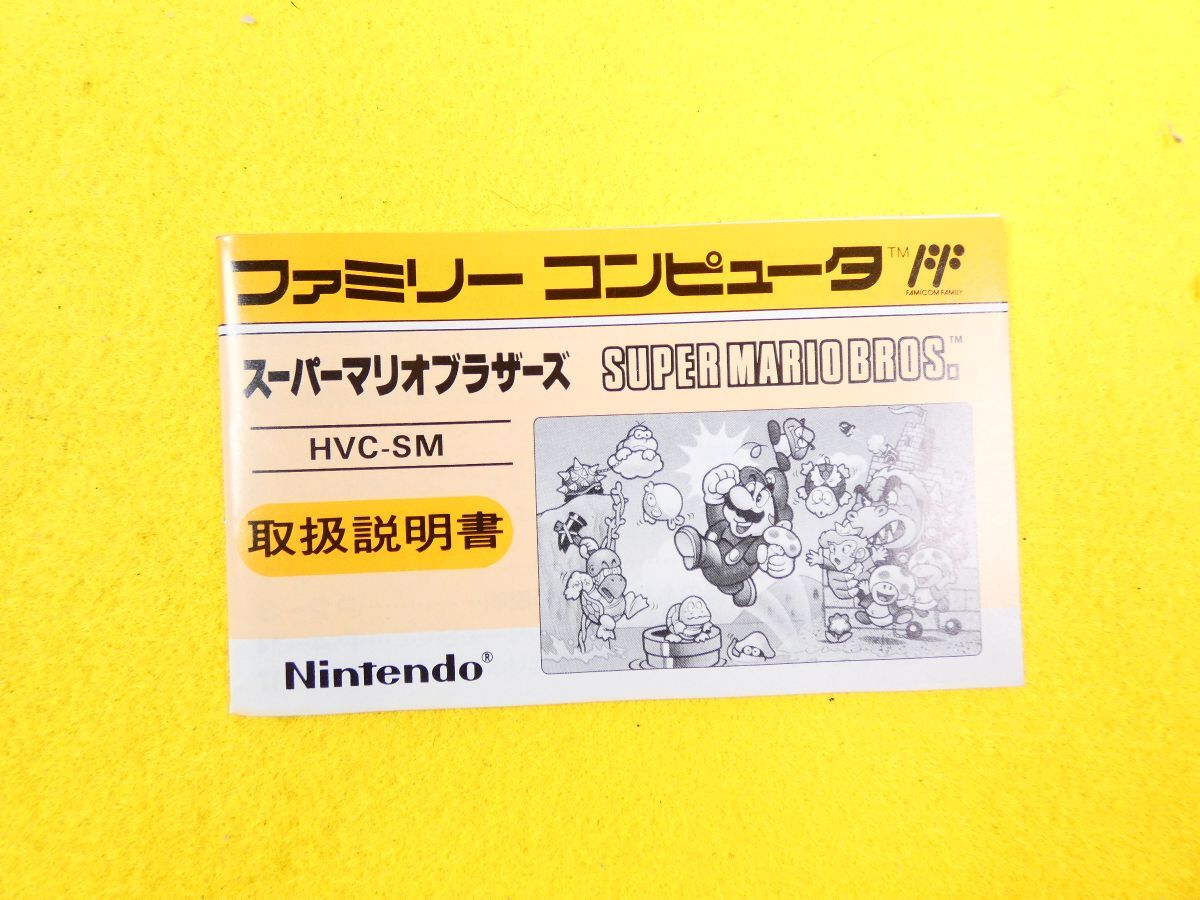 ファミリー コンピュータ™
FAMICOM FAMILY
スーパーマリオブラザーズ SUPER MARIO BROS.™
HVC-SM
取扱説明書
Nintendo®